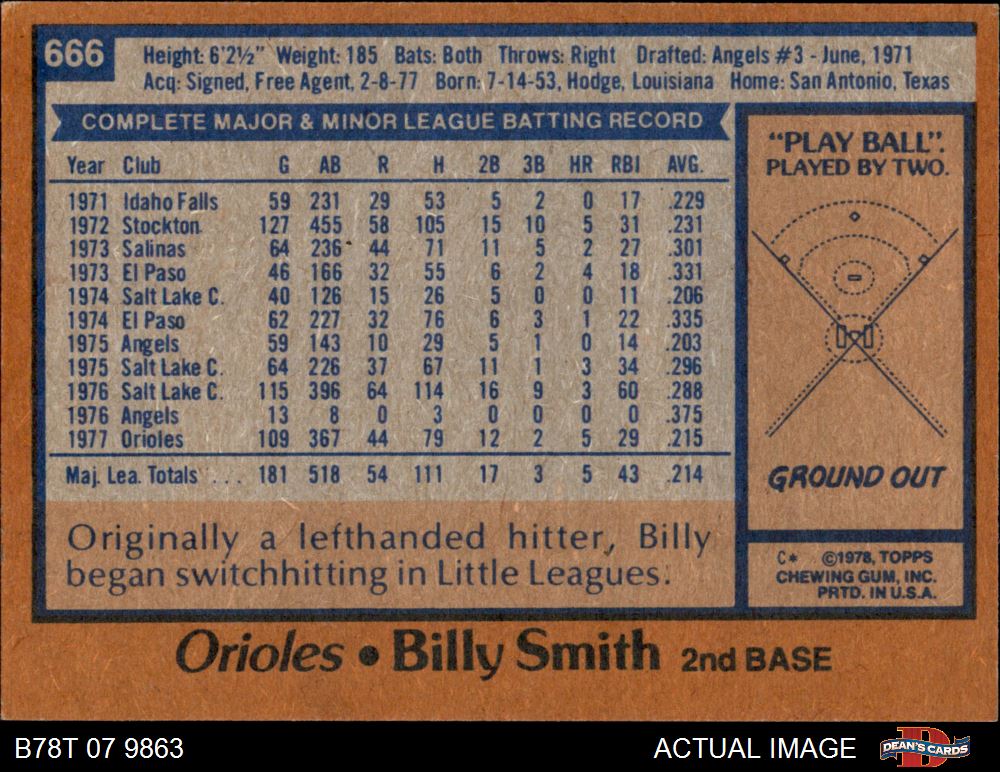 666
Height: 6'2½" Weight: 185 Bats: Both Throws: Right Drafted: Angels #3 - June, 1971
Acq: Signed, Free Agent, 2-8-77 Born: 7-14-53, Hodge, Louisiana Home: San Antonio, Texas
COMPLETE MAJOR & MINOR LEAGUE BATTING RECORD
Year Club G AB R H 2B 3B HR RBI AVG.
1971 Idaho Falls 59 231 29 53 5 2 0 17 .229
1972 Stockton 127 455 58 105 15 10 5 31 .231
1973 Salinas 64 236 44 71 11 5 2 27 .301
1973 El Paso 46 166 32 55 6 2 4 18 .331
1974 Salt Lake C. 40 126 15 26 5 0 0 11 .206
1974 El Paso 62 227 32 76 6 3 1 22 .335
1975 Angels 59 143 10 29 5 1 0 14 .203
1975 Salt Lake C. 64 226 37 67 11 1 3 34 .296
1976 Salt Lake C. 115 396 64 114 16 9 3 60 .288
1976 Angels 13 8 0 3 0 0 0 0 .375
1977 Orioles 109 367 44 79 12 2 5 29 .215
Maj. Lea. Totals ... 181 518 54 111 17 3 5 43 .214
Originally a lefthanded hitter, Billy
began switchhitting in Little Leagues.
"PLAY BALL".
PLAYED BY TWO.
GROUND OUT
C* ©1978, TOPPS
CHEWING GUM, INC.
PRTD. IN U.S.A.
Orioles • Billy Smith 2nd BASE
B78T 07 9863
ACTUAL IMAGE
DEAN'S CARDS